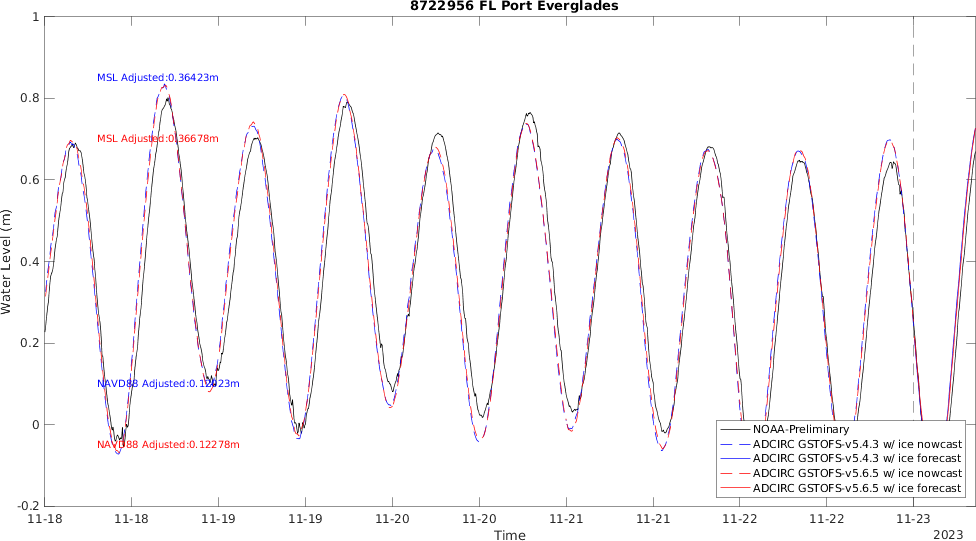 8722956 FL Port Everglades
1
0.8
0.6
0.4
0.2
0
-0.2
Water Level (m)
MSL Adjusted:0.36423m
MSL Adjusted:0.36678m
NAVD88 Adjusted:0.12023m
NAVD88 Adjusted:0.12278m
NOAA-Preliminary
ADCIRC GSTOFS-v5.4.3 w/ ice nowcast
ADCIRC GSTOFS-v5.4.3 w/ ice forecast
ADCIRC GSTOFS-v5.6.5 w/ ice nowcast
ADCIRC GSTOFS-v5.6.5 w/ ice forecast
11-18 11-18 11-19 11-19 11-20 11-20 11-21 11-21 11-22 11-22 11-23
Time
2023